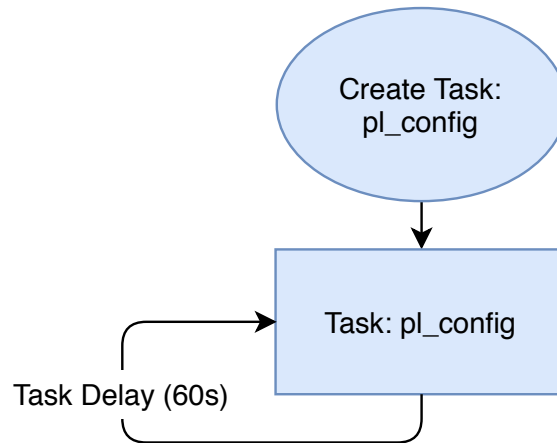 Create Task:
pl_config
Task: pl_config
Task Delay (60s)